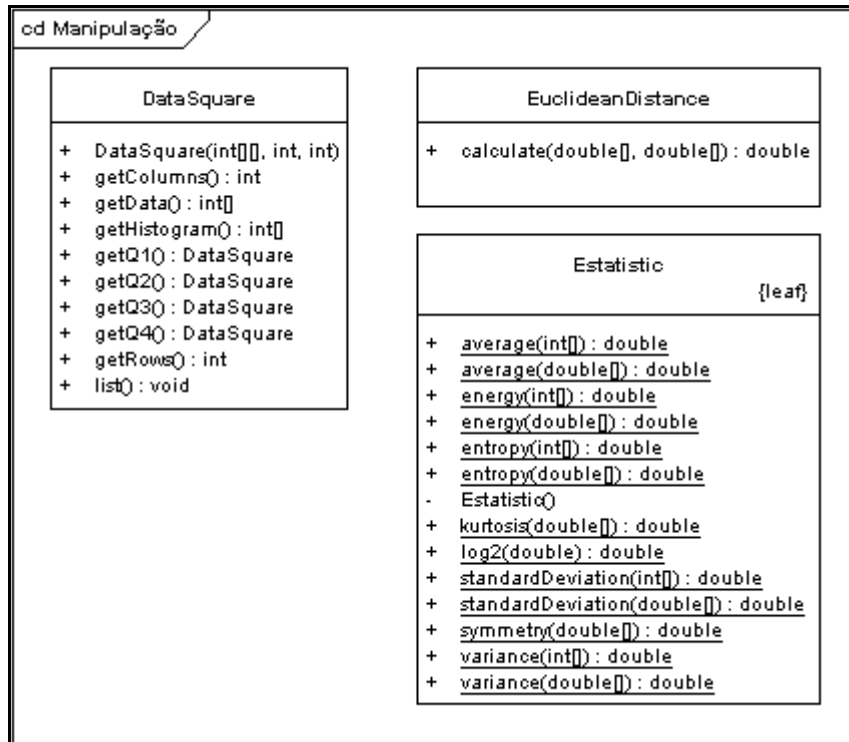 cd Manipulação
DataSquare
+ DataSquare(int[][], int, int)
+ getColumns() : int
+ getData() : int[]
+ getHistogram() : int[]
+ getQ1() : DataSquare
+ getQ2() : DataSquare
+ getQ3() : DataSquare
+ getQ4() : DataSquare
+ getRows() : int
+ list() : void
EuclideanDistance
+ calculate(double[], double[]) : double
Estatistic
{leaf}
+ average(int[]) : double
+ average(double[]) : double
+ energy(int[]) : double
+ energy(double[]) : double
+ entropy(int[]) : double
+ entropy(double[]) : double
- Estatistic()
+ kurtosis(double[]) : double
+ log2(double) : double
+ standardDeviation(int[]) : double
+ standardDeviation(double[]) : double
+ symmetry(double[]) : double
+ variance(int[]) : double
+ variance(double[]) : double